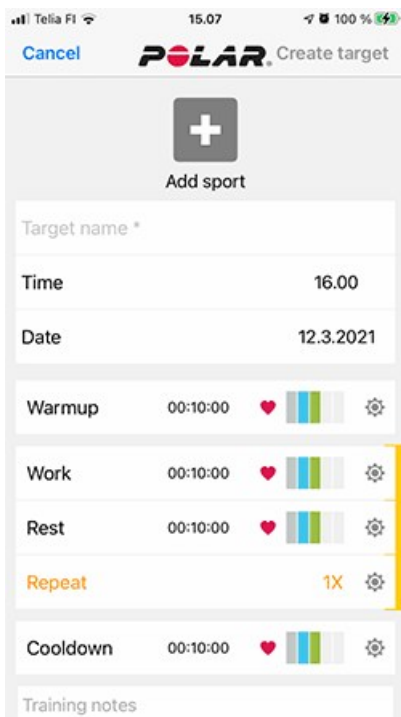 Telia FI 15.07 100 %
Cancel POLAR. Create target
Add sport
Target name *
Time 16.00
Date 12.3.2021
Warmup 00:10:00
Work 00:10:00
Rest 00:10:00
Repeat 1X
Cooldown 00:10:00
Training notes